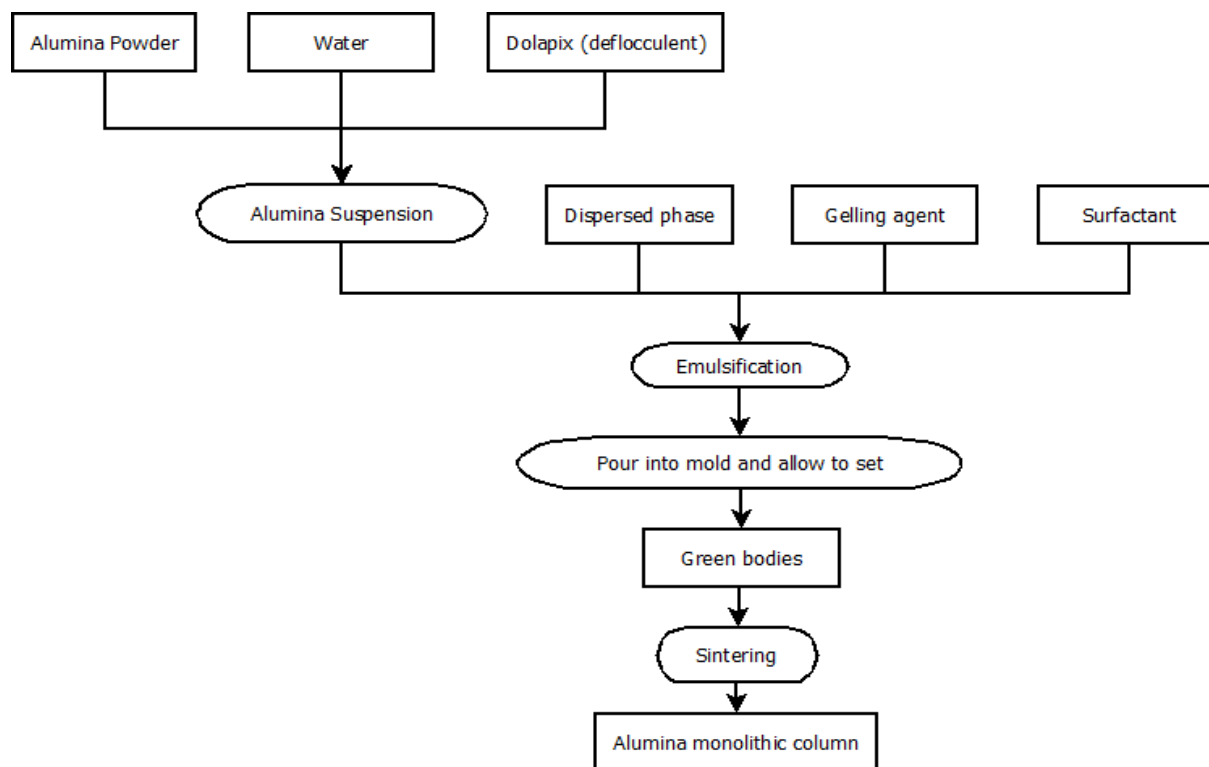 Alumina Powder
Water
Dolapix (deflocculent)
Alumina Suspension
Dispersed phase
Gelling agent
Surfactant
Emulsification
Pour into mold and allow to set
Green bodies
Sintering
Alumina monolithic column